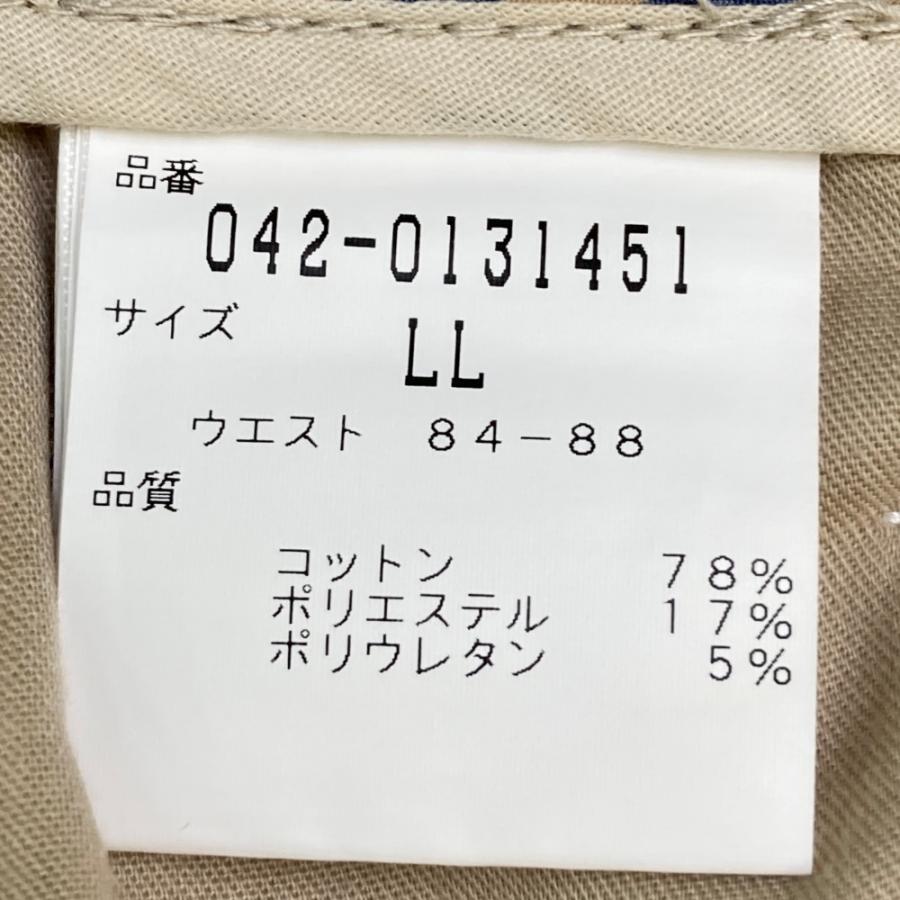 品番
042-0131451
サイズ
LL
ウエスト　84-88
品質
コットン　78%
ポリエステル　17%
ポリウレタン　5%